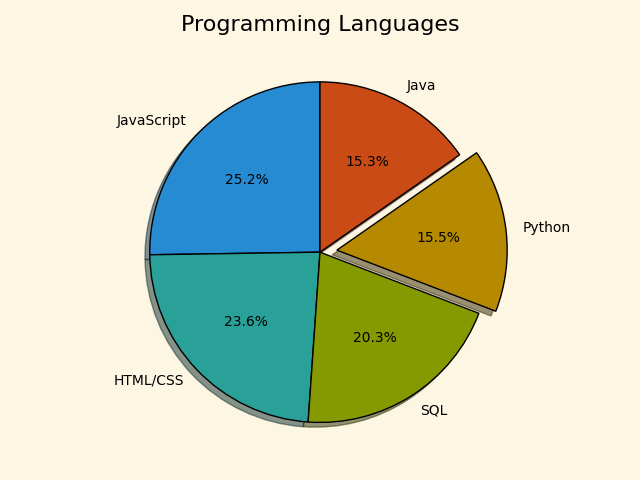 Programming Languages
Java
JavaScript
15.3%
25.2%
Python
15.5%
23.6%
20.3%
HTML/CSS
SQL